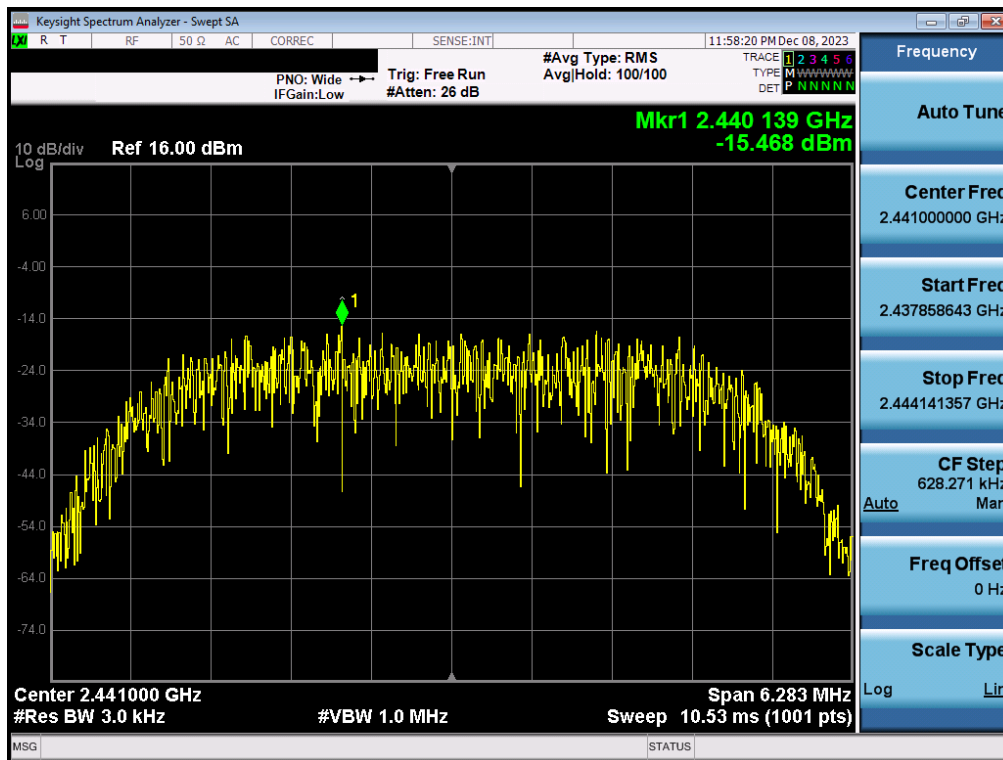 Keysight Spectrum Analyzer - Swept SA
LXI R T RF 50 Ω AC CORREC SENSE:INT 11:58:20 PM Dec 08, 2023
PNO: Wide
IFGain:Low
Trig: Free Run
#Atten: 26 dB
#Avg Type: RMS
Avg|Hold: 100/100
TRACE 1 2 3 4 5 6
TYPE M W W W W W
DET P N N N N N
Mkr1 2.440 139 GHz
-15.468 dBm
10 dB/div Ref 16.00 dBm
Log
6.00
-4.00
1
-14.0
-24.0
-34.0
-44.0
-54.0
-64.0
-74.0
Center 2.441000 GHz Span 6.283 MHz
#Res BW 3.0 kHz #VBW 1.0 MHz Sweep 10.53 ms (1001 pts)
MSG STATUS
Frequency
Auto Tune
Center Freq
2.441000000 GHz
Start Freq
2.437858643 GHz
Stop Freq
2.444141357 GHz
CF Step
628.271 kHz
Auto Man
Freq Offset
0 Hz
Scale Type
Log Lin